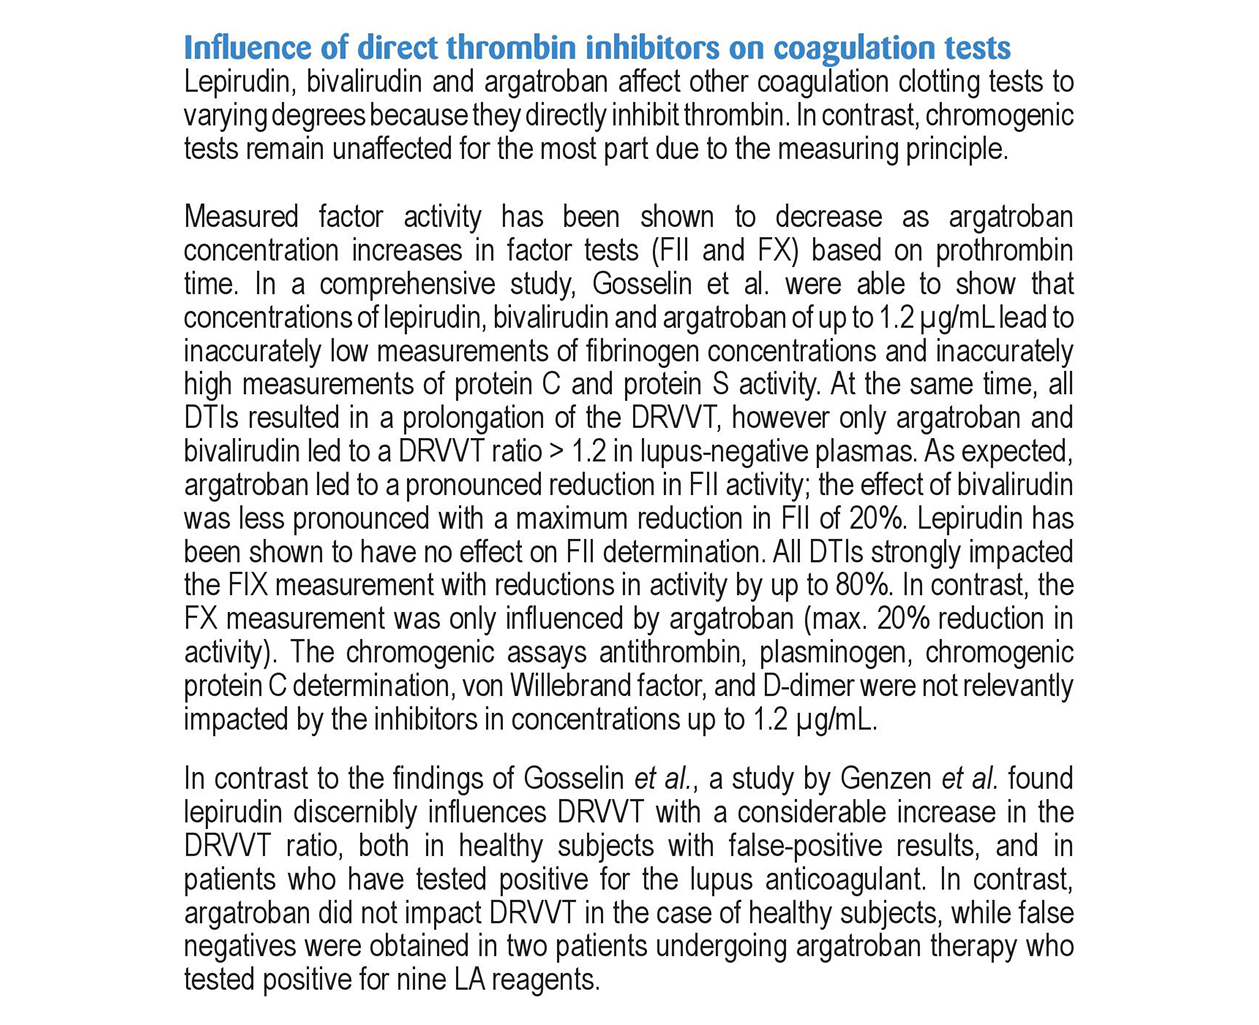 Influence of direct thrombin inhibitors on coagulation tests
Lepirudin, bivalirudin and argatroban affect other coagulation clotting tests to
varying degrees because they directly inhibit thrombin. In contrast, chromogenic
tests remain unaffected for the most part due to the measuring principle.
Measured factor activity has been shown to decrease as argatroban
concentration increases in factor tests (FII and FX) based on prothrombin
time. In a comprehensive study, Gosselin et al. were able to show that
concentrations of lepirudin, bivalirudin and argatroban of up to 1.2 µg/mL lead to
inaccurately low measurements of fibrinogen concentrations and inaccurately
high measurements of protein C and protein S activity. At the same time, all
DTIs resulted in a prolongation of the DRVVT, however only argatroban and
bivalirudin led to a DRVVT ratio > 1.2 in lupus-negative plasmas. As expected,
argatroban led to a pronounced reduction in FII activity; the effect of bivalirudin
was less pronounced with a maximum reduction in FII of 20%. Lepirudin has
been shown to have no effect on FII determination. All DTIs strongly impacted
the FIX measurement with reductions in activity by up to 80%. In contrast, the
FX measurement was only influenced by argatroban (max. 20% reduction in
activity). The chromogenic assays antithrombin, plasminogen, chromogenic
protein C determination, von Willebrand factor, and D-dimer were not relevantly
impacted by the inhibitors in concentrations up to 1.2 µg/mL.
In contrast to the findings of Gosselin et al., a study by Genzen et al. found
lepirudin discernibly influences DRVVT with a considerable increase in the
DRVVT ratio, both in healthy subjects with false-positive results, and in
patients who have tested positive for the lupus anticoagulant. In contrast,
argatroban did not impact DRVVT in the case of healthy subjects, while false
negatives were obtained in two patients undergoing argatroban therapy who
tested positive for nine LA reagents.